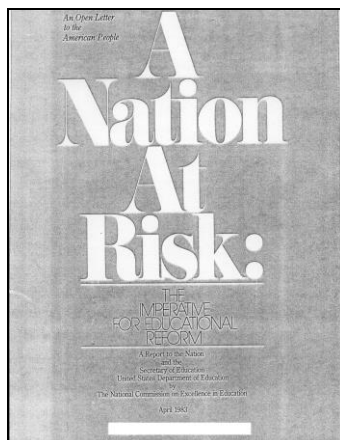 An Open Letter
to the
American People
A
Nation
At
Risk:
THE
IMPERATIVE
FOR EDUCATIONAL
REFORM
A Report to the Nation
and the
Secretary of Education
United States Department of Education
by
The National Commission on Excellence in Education
April 1983